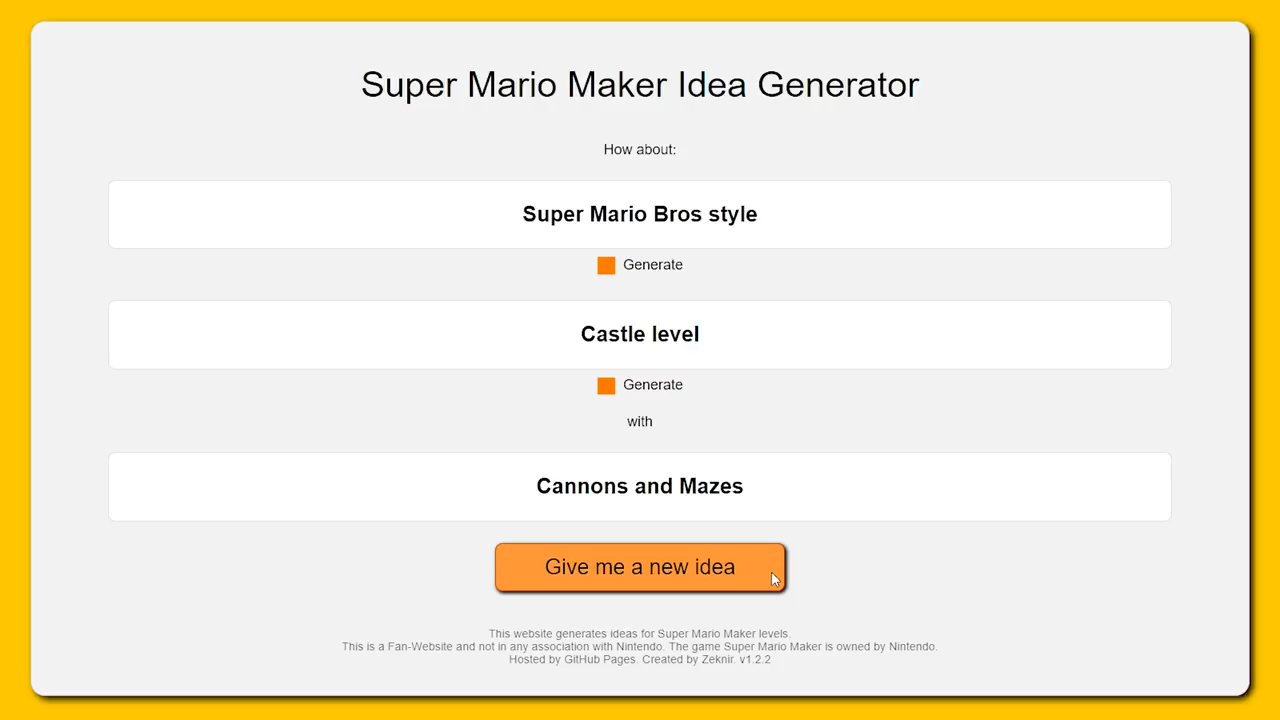 Super Mario Maker Idea Generator
How about:
Super Mario Bros style
Generate
Castle level
Generate
with
Cannons and Mazes
Give me a new idea
This website generates ideas for Super Mario Maker levels.
This is a Fan-Website and not in any association with Nintendo. The game Super Mario Maker is owned by Nintendo.
Hosted by GitHub Pages. Created by Zeknir. v1.2.2